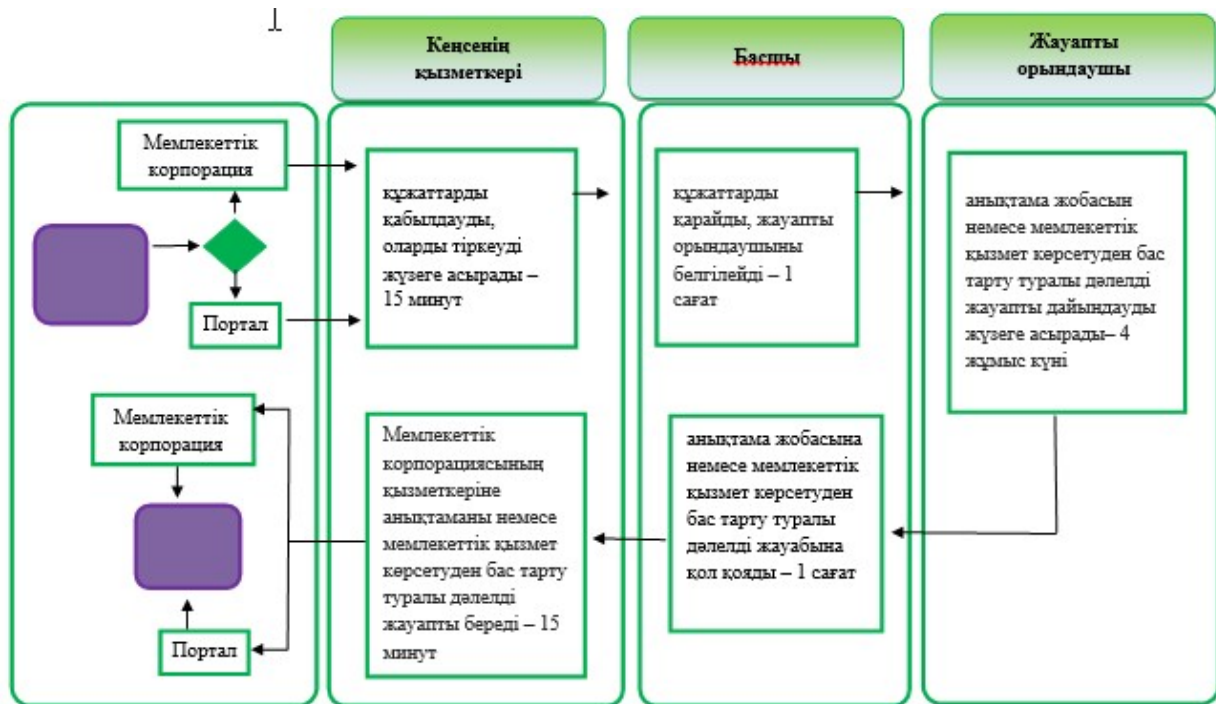 Кеңсенің
қызметкері
Басшы
Жауапты
орындаушы
Мемлекеттік
корпорация
Портал
құжаттарды
қабылдауды,
оларды тіркеуді
жүзеге асырады –
15 минут
құжаттарды
қарайды, жауапты
орындаушыны
белгілейді – 1
сағат
анықтама жобасын
немесе мемлекеттік
қызмет көрсетуден бас
тарту туралы дәлелді
жауапты дайындауды
жүзеге асырады– 4
жұмыс күні
Мемлекеттік
корпорация
Портал
Мемлекеттік
корпорациясының
қызметкеріне
анықтаманы немесе
мемлекеттік қызмет
көрсетуден бас тарту
туралы дәлелді
жауапты береді – 15
минут
анықтама жобасына
немесе мемлекеттік
қызмет көрсетуден
бас тарту туралы
дәлелді жауабына
қол қояды – 1 сағат